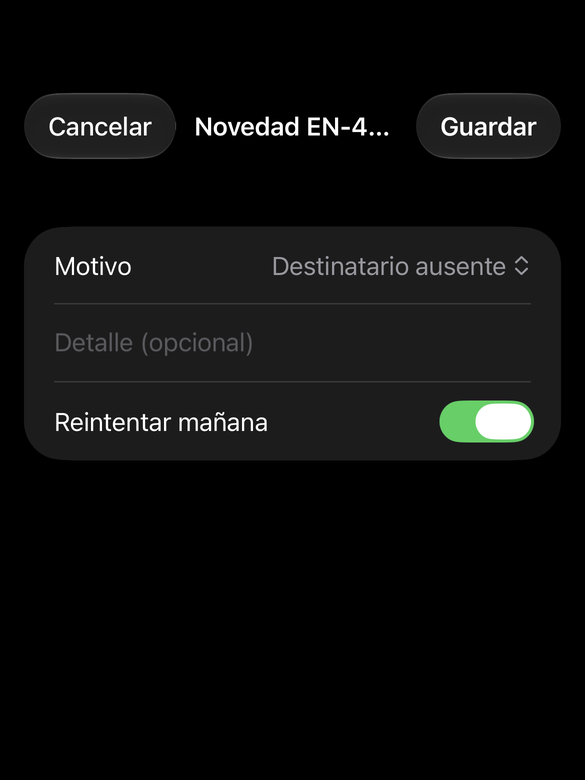 Cancelar Novedad EN-4... Guardar
Motivo Destinatario ausente
Detalle (opcional)
Reintentar mañana